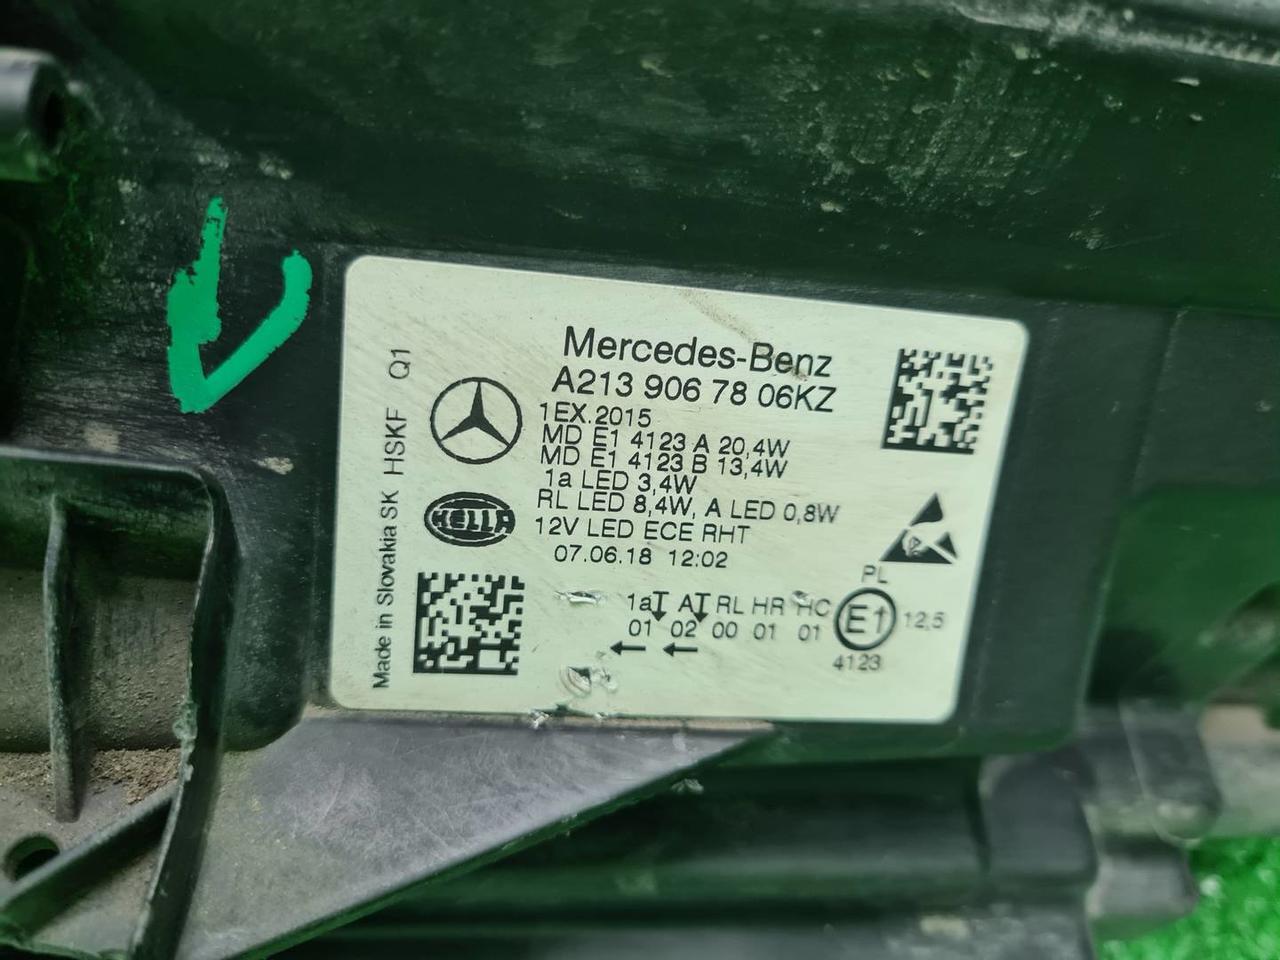 Mercedes-Benz
A213 906 78 06KZ
1EX.2015
MD E1 4123 A 20,4W
MD E1 4123 B 13,4W
1a LED 3,4W
RL LED 8,4W, A LED 0,8W
12V LED ECE RHT
07.06.18 12:02
HELLA
Made in Slovakia SK HSKF Q1
PL
1a A RL HR HC E1 12,5
01 02 00 01 01
4123